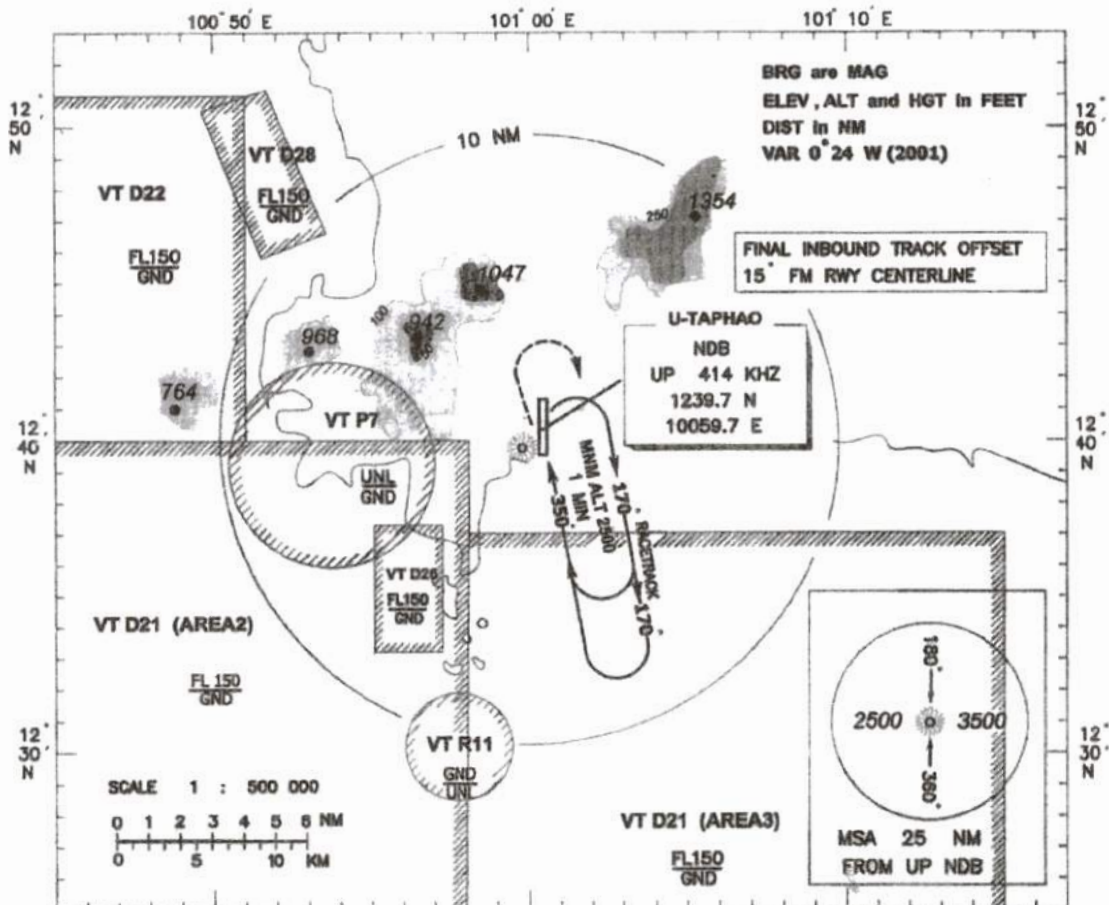 100°50' E
101°00' E
101°10' E
BRG are MAG
ELEV, ALT and HGT in FEET
DIST in NM
VAR 0°24 W (2001)
12°50' N
12°50' N
10 NM
VT D28
FL150
GND
VT D22
FL150
GND
250
1354
FINAL INBOUND TRACK OFFSET
15° FM RWY CENTERLINE
1047
100
942
968
764
U-TAPHAO
NDB
UP 414 KHZ
1239.7 N
10059.7 E
VT P7
UNL
GND
12°40' N
12°40' N
MNM ALT 2500
1 MIN
350°
170°
RACETRACK
170°
VT D26
FL150
GND
VT D21 (AREA2)
FL 150
GND
VT R11
GND
UNL
12°30' N
12°30' N
180°
2500
3500
360°
MSA 25 NM
FROM UP NDB
SCALE 1 : 500 000
0 1 2 3 4 5 6 NM
0 5 10 KM
VT D21 (AREA3)
FL150
GND